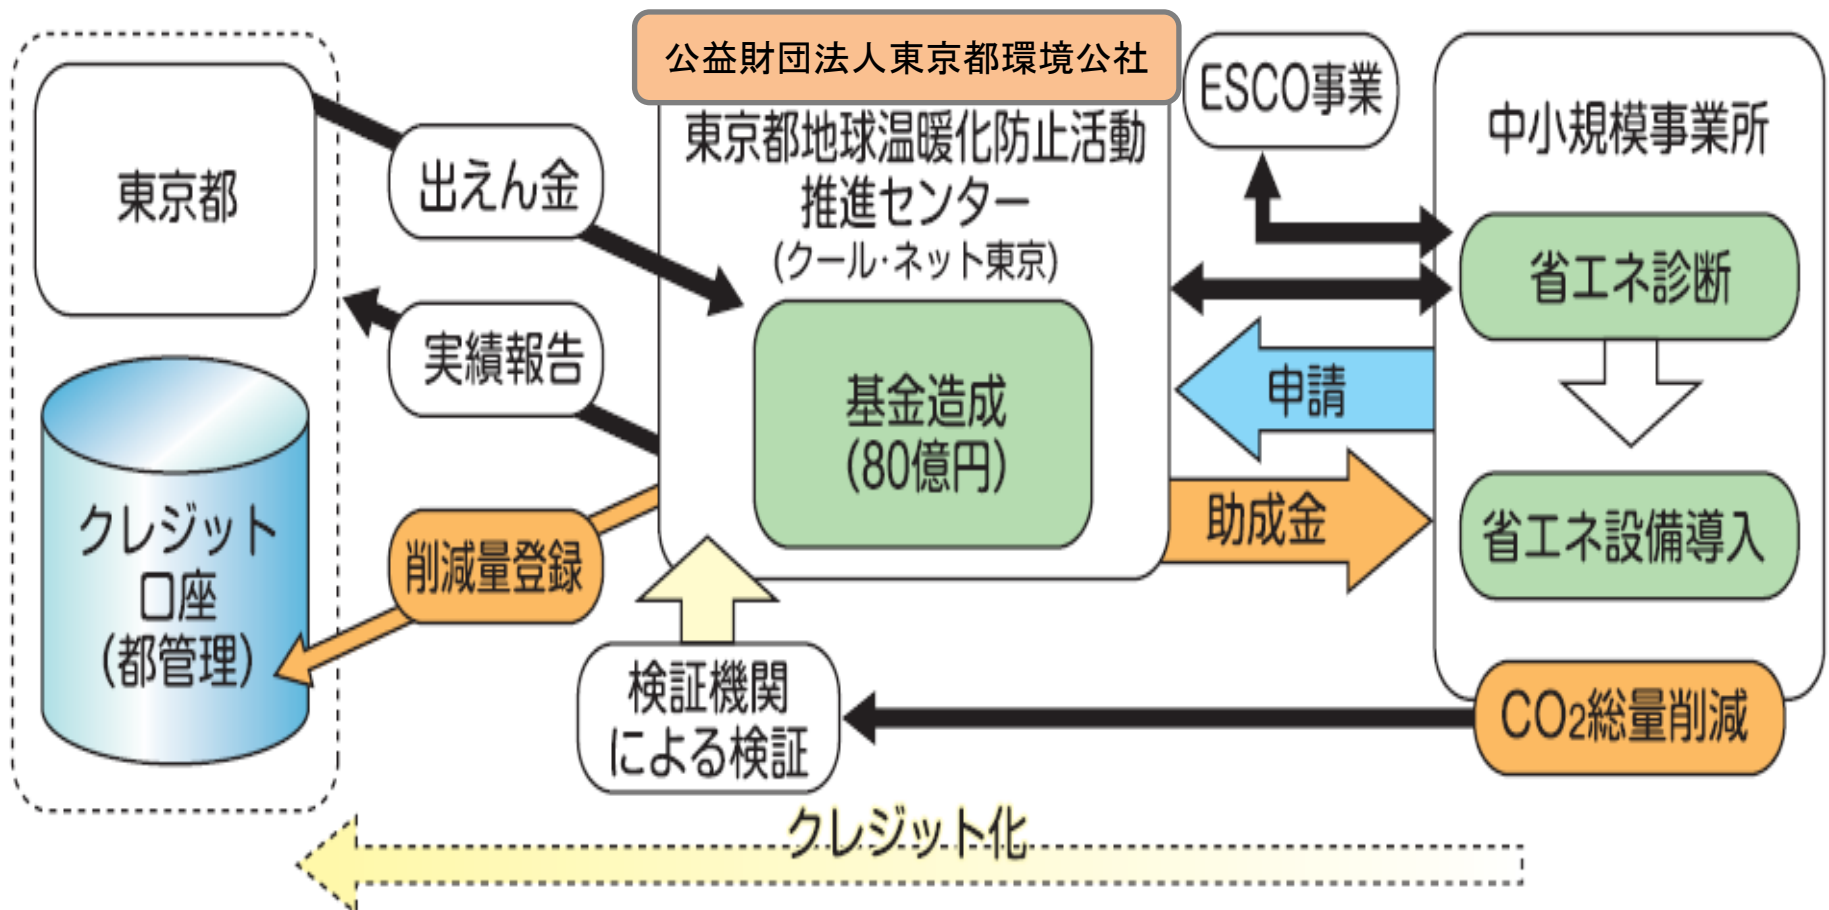 公益財団法人東京都環境公社
東京都
出えん金
実績報告
クレジット
口座
(都管理)
削減量登録
東京都地球温暖化防止活動
推進センター
(クール・ネット東京)
基金造成
(80億円)
検証機関
による検証
ESCO事業
申請
助成金
中小規模事業所
省エネ診断
省エネ設備導入
CO2総量削減
クレジット化